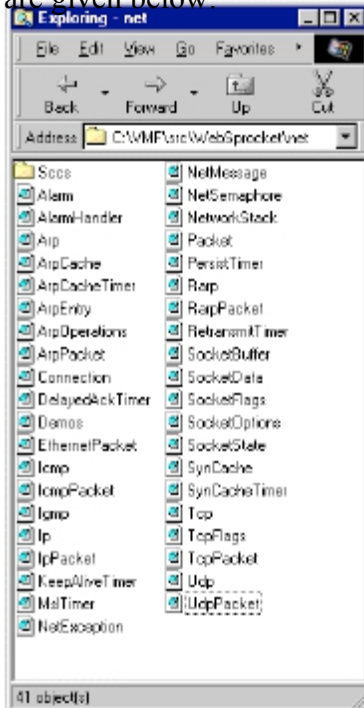 are given below.
Exploring - net
File Edit View Go Favorites
Back Forward Up Cut
Address C:\VMF\src\WebSprocket\net
Sccs
Alarm
AlarmHandler
Arp
ArpCache
ArpCacheTimer
ArpEntry
ArpOperations
ArpPacket
Connection
DelayedAckTimer
Demos
EthernetPacket
Icmp
IcmpPacket
Igmp
Ip
IpPacket
KeepAliveTimer
MslTimer
NetException
NetMessage
NetSemaphore
NetworkStack
Packet
PersistTimer
Rarp
RarpPacket
RetransmitTimer
SocketBuffer
SocketData
SocketFlags
SocketOptions
SocketState
SynCache
SynCacheTimer
Tcp
TcpFlags
TcpPacket
Udp
UdpPacket
41 object(s)